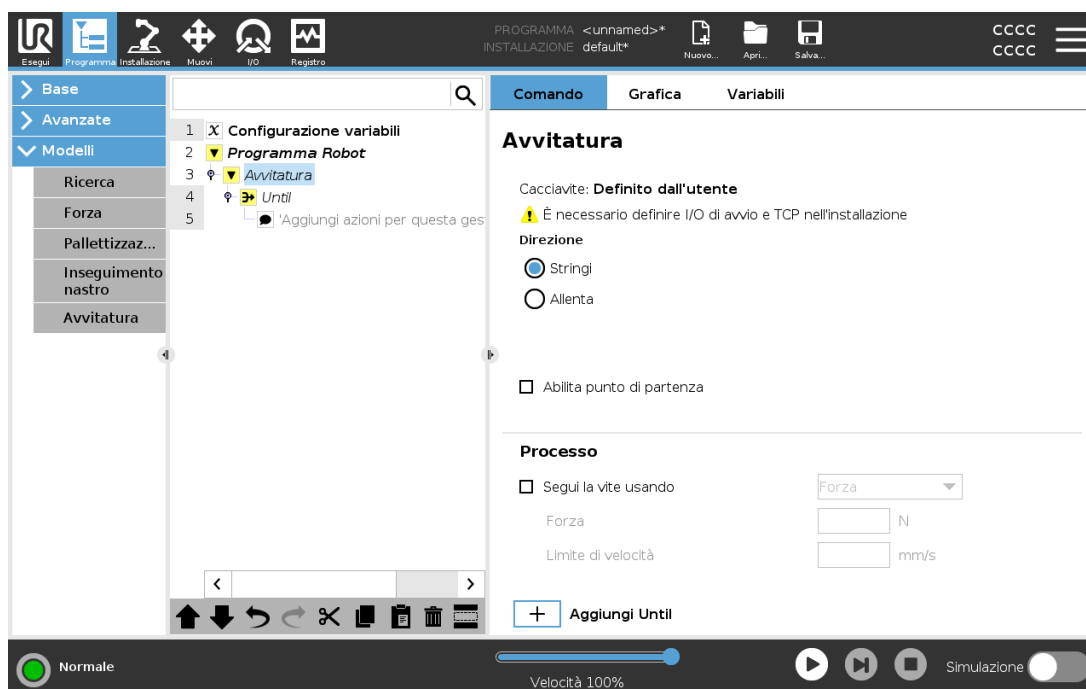 PROGRAMMA <unnamed>*
INSTALLAZIONE default*
UR
Esegui
Programma
Installazione
Muovi
I/O
Registro
Nuovo...
Apri...
Salva...
CCCC
CCCC
Base
Avanzate
Modelli
Ricerca
Forza
Pallettizzaz...
Inseguimento
nastro
Avvitatura
1 X Configurazione variabili
2 Programma Robot
3 Avvitatura
4 Until
5 'Aggiungi azioni per questa ges
Comando Grafica Variabili
Avvitatura
Cacciavite: Definito dall'utente
È necessario definire I/O di avvio e TCP nell'installazione
Direzione
Stringi
Allenta
Abilita punto di partenza
Processo
Segui la vite usando Forza
Forza N
Limite di velocità mm/s
+ Aggiungi Until
Normale
Velocità 100%
Simulazione